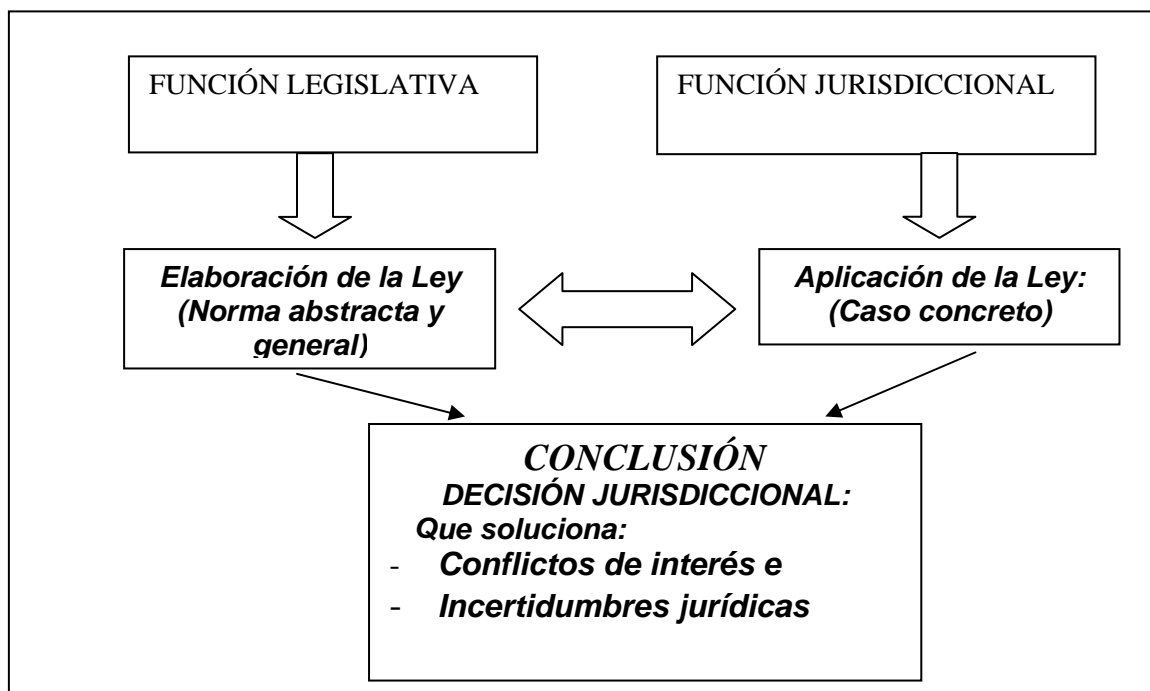 FUNCIÓN LEGISLATIVA
FUNCIÓN JURISDICCIONAL
Elaboración de la Ley
(Norma abstracta y
general)
Aplicación de la Ley:
(Caso concreto)
CONCLUSIÓN
DECISIÓN JURISDICCIONAL:
Que soluciona:
- Conflictos de interés e
- Incertidumbres jurídicas